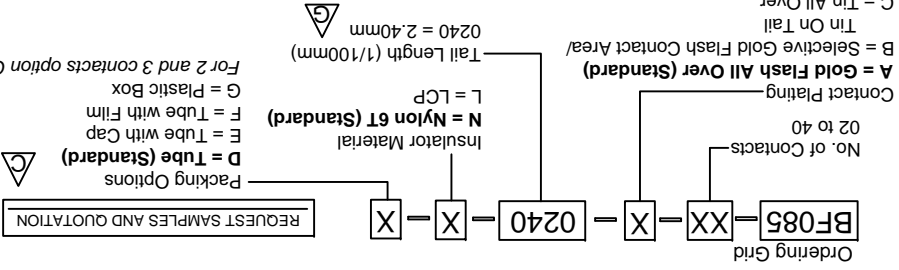 Ordering Grid
BF085 – XX – X – 0240 – X – X
REQUEST SAMPLES AND QUOTATION
No. of Contacts
02 to 40
Contact Plating
A = Gold Flash All Over (Standard)
B = Selective Gold Flash Contact Area/
Tin On Tail
C = Tin All Over
Tail Length (1/100mm)
0240 = 2.40mm
G
Insulator Material
N = Nylon 6T (Standard)
L = LCP
Packing Options
D = Tube (Standard)
E = Tube with Cap
F = Tube with Film
G = Plastic Box
For 2 and 3 contacts option
C